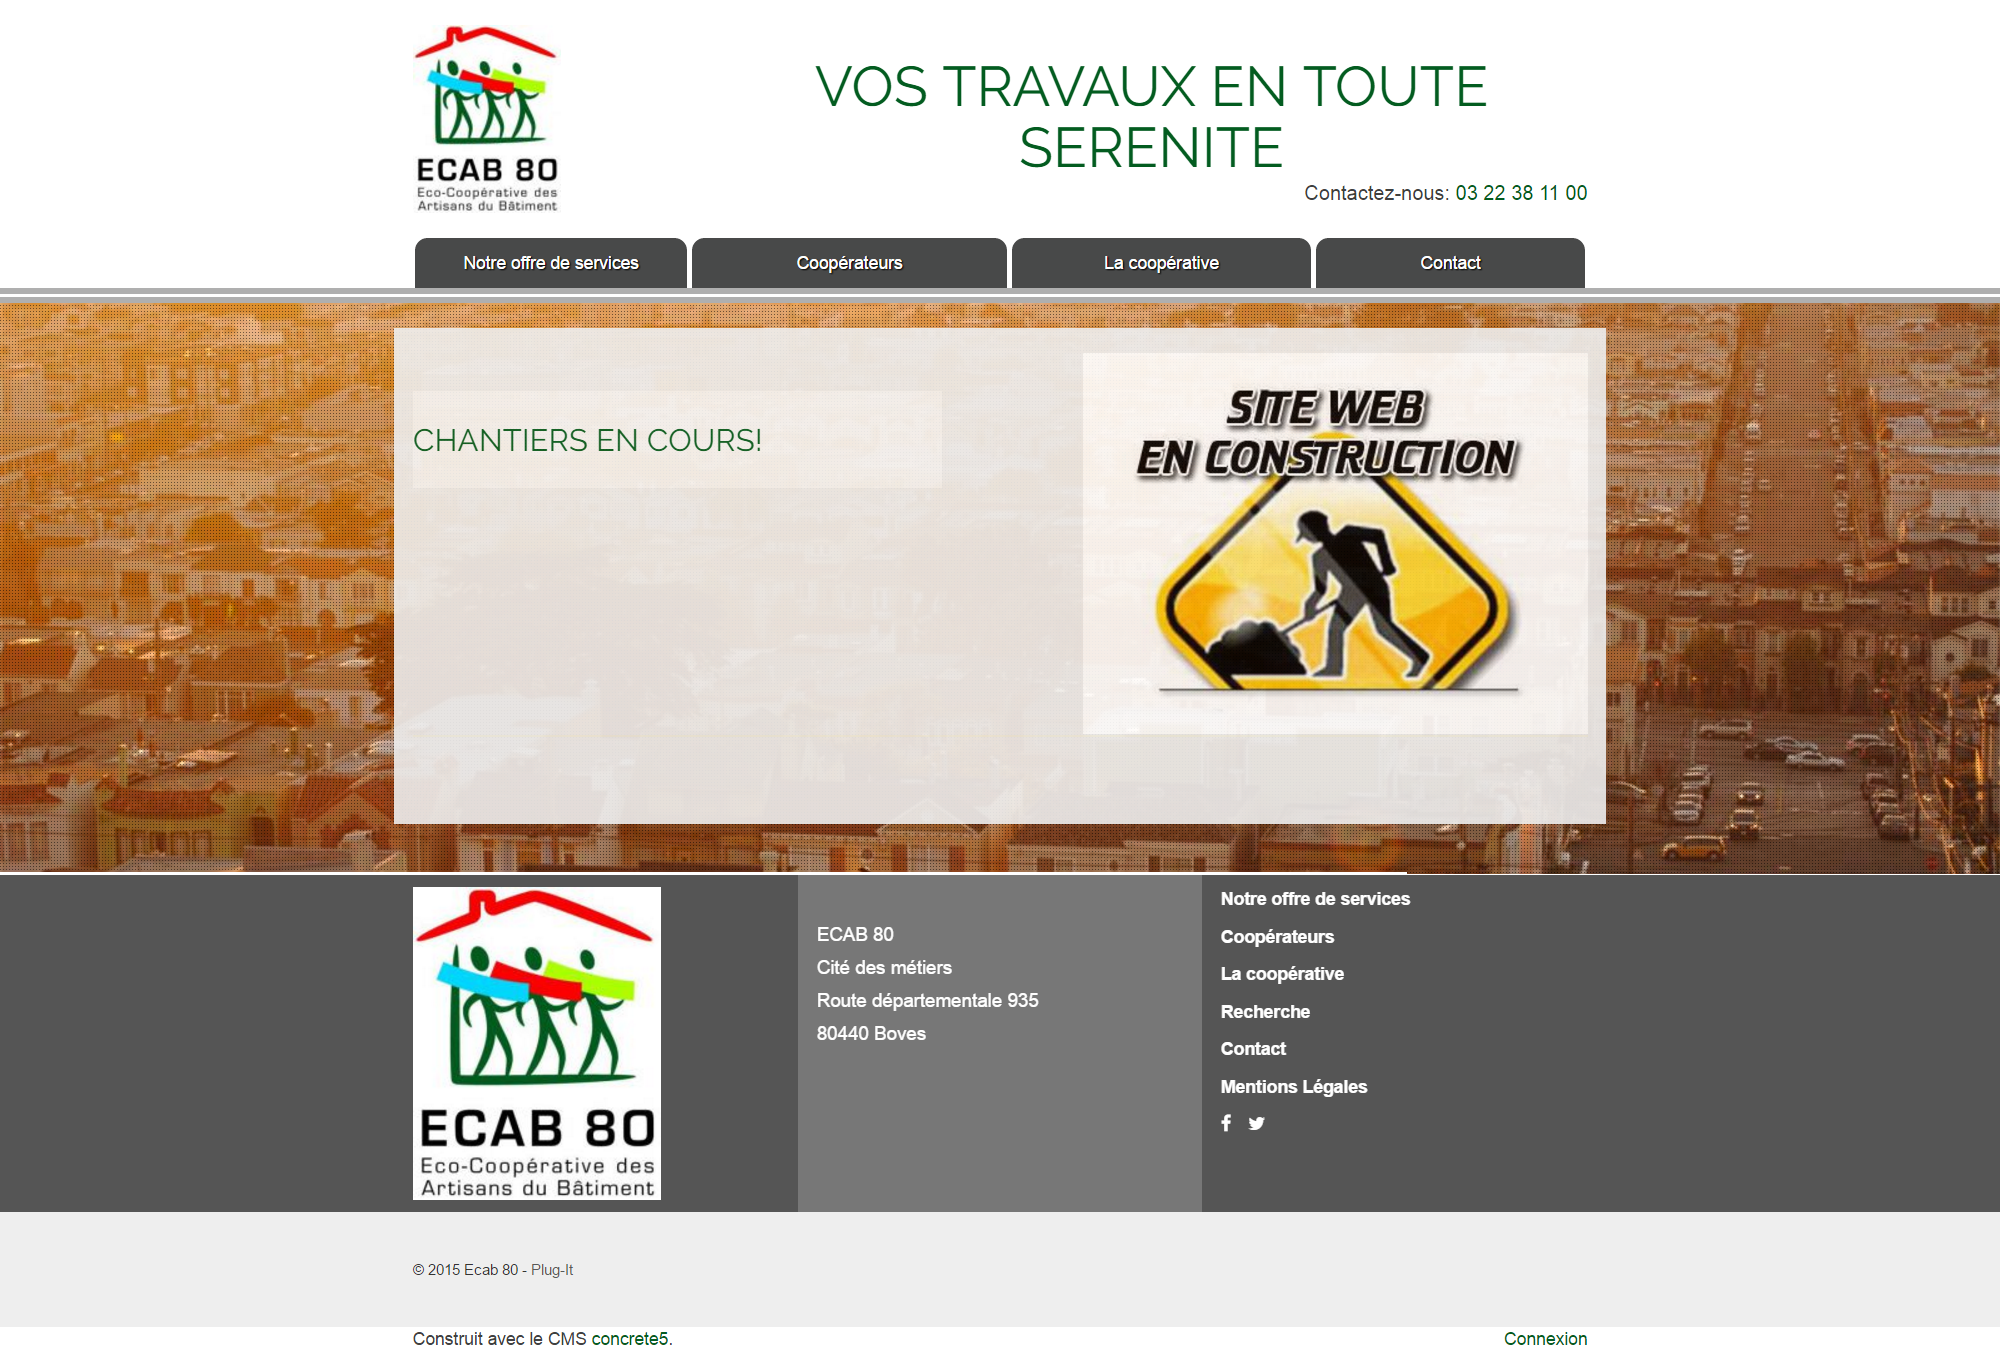 ECAB 80
Eco-Coopérative des
Artisans du Bâtiment
VOS TRAVAUX EN TOUTE
SERENITE
Contactez-nous: 03 22 38 11 00
Notre offre de services
Coopérateurs
La coopérative
Contact
CHANTIERS EN COURS!
SITE WEB
EN CONSTRUCTION
ECAB 80
Eco-Coopérative des
Artisans du Bâtiment
ECAB 80
Cité des métiers
Route départementale 935
80440 Boves
Notre offre de services
Coopérateurs
La coopérative
Recherche
Contact
Mentions Légales
© 2015 Ecab 80 - Plug-It
Construit avec le CMS concrete5.
Connexion